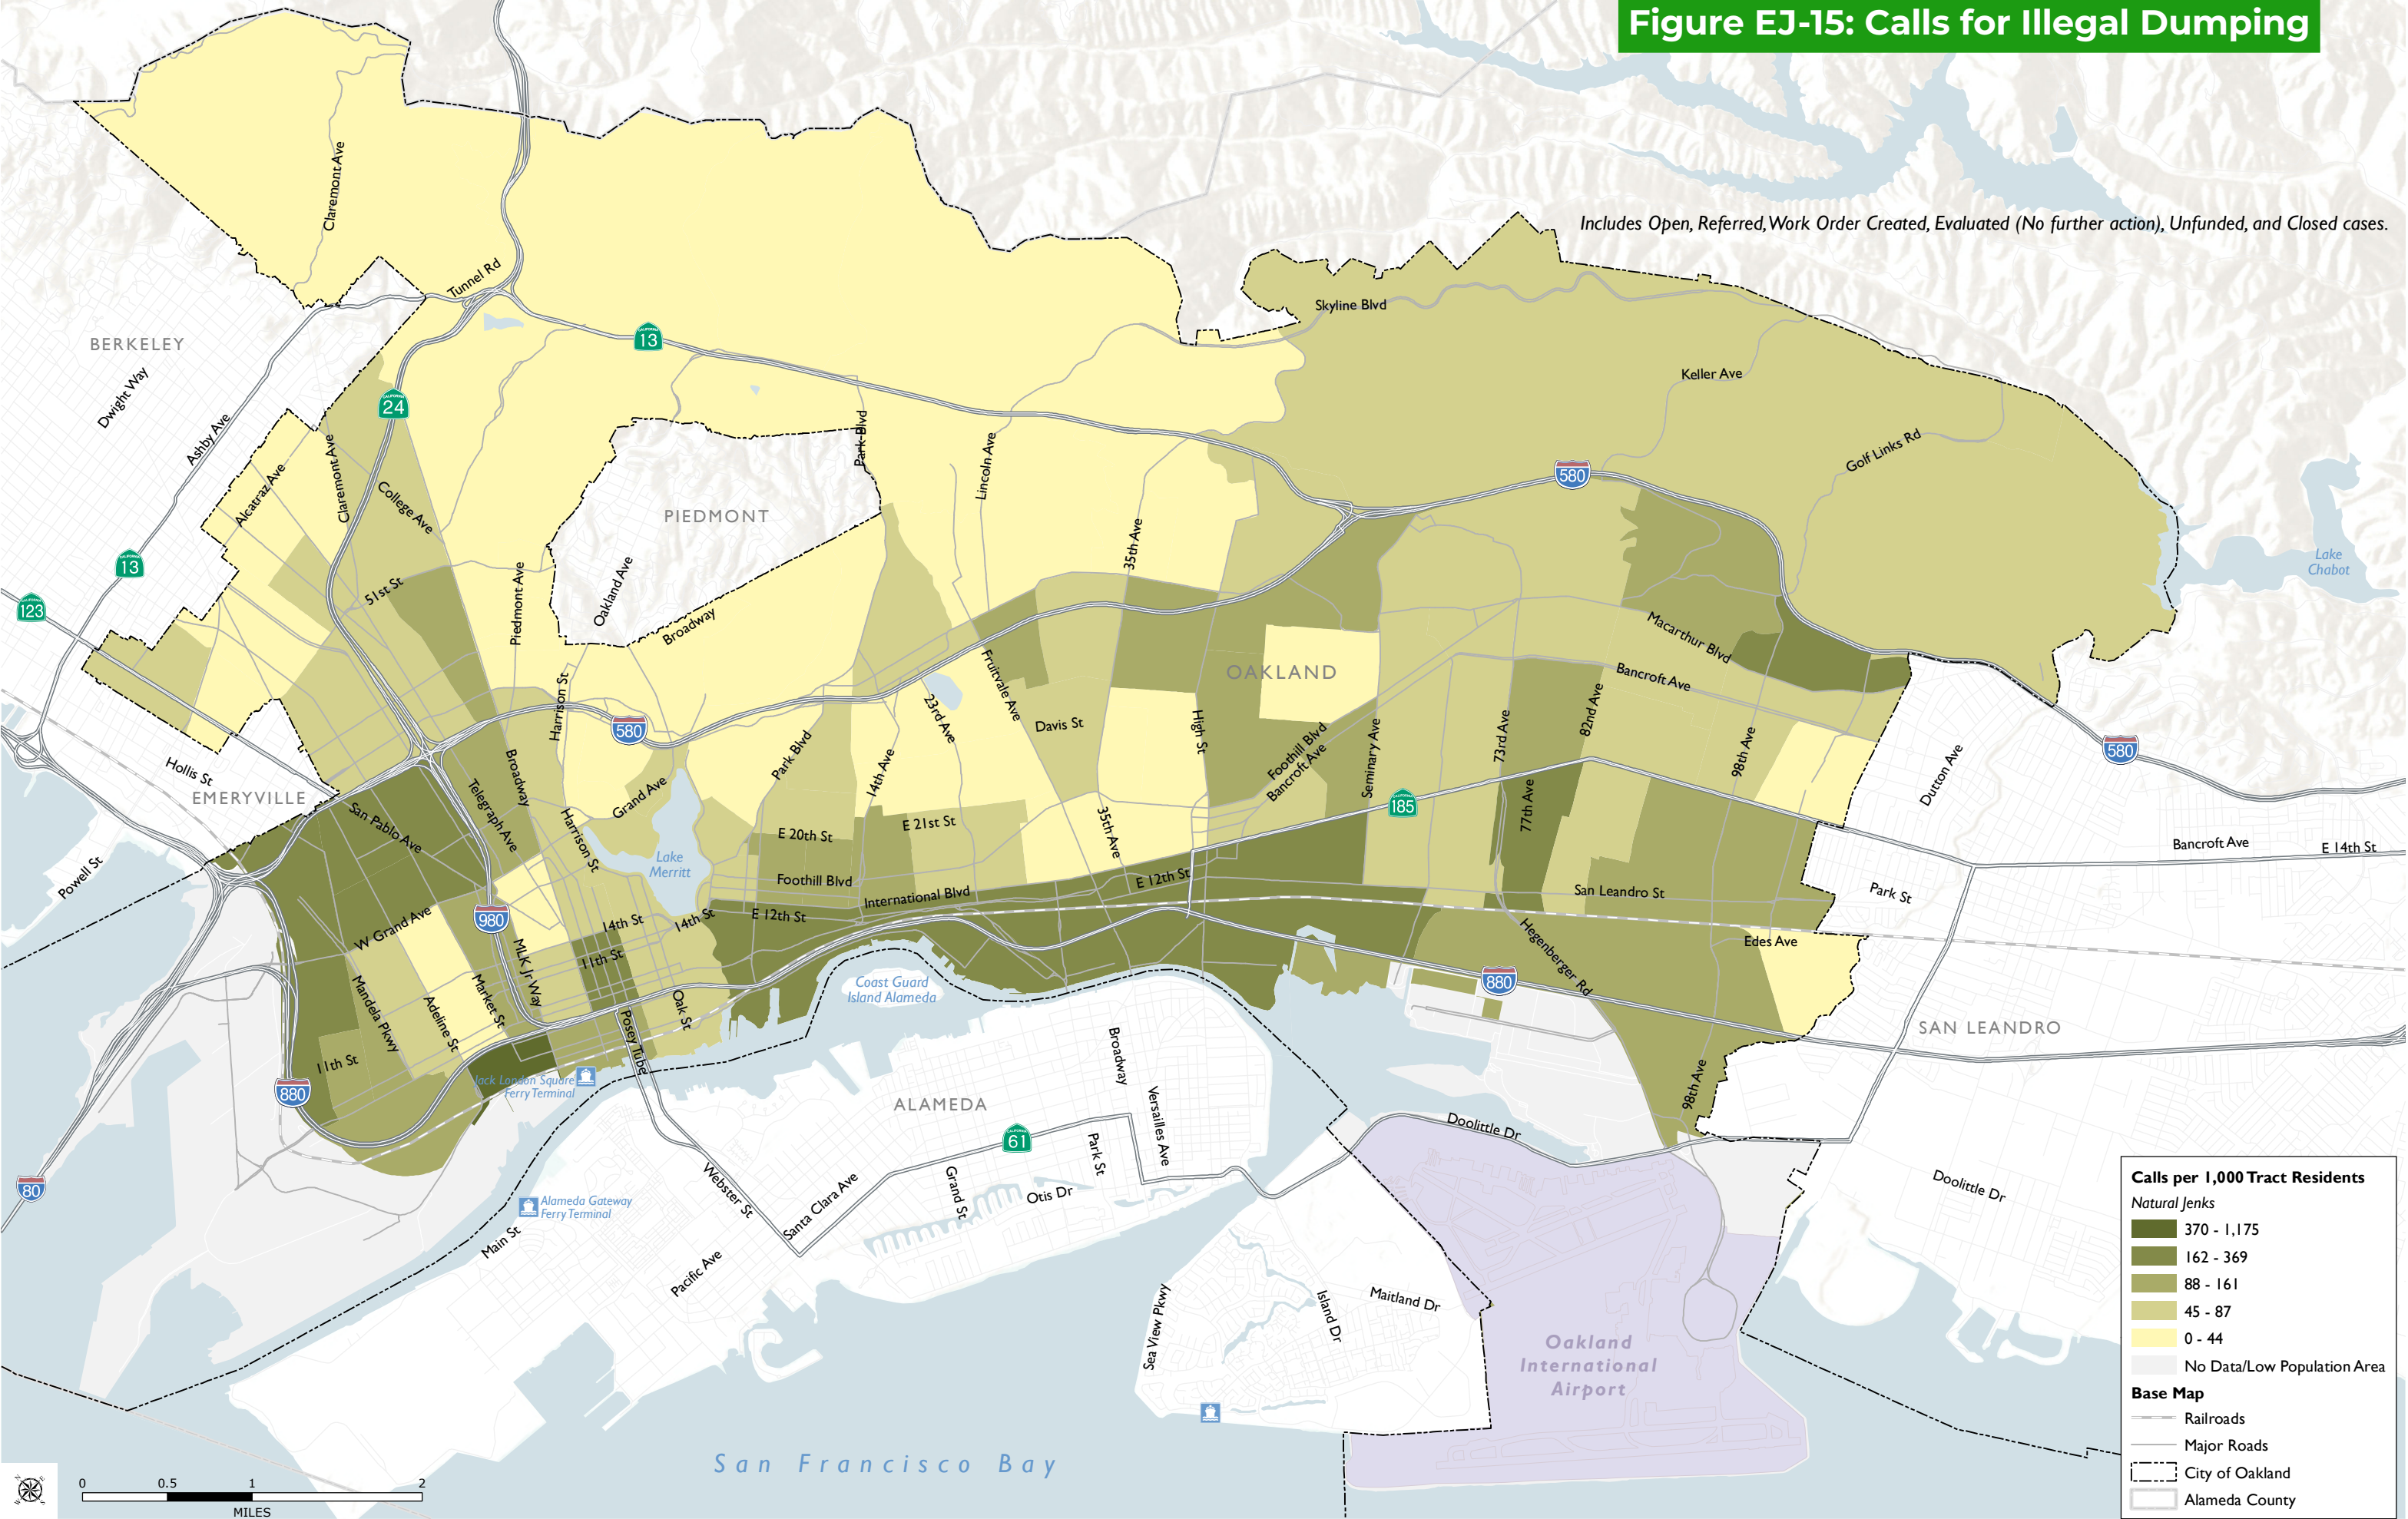 Figure EJ-15: Calls for Illegal Dumping
Includes Open, Referred, Work Order Created, Evaluated (No further action), Unfunded, and Closed cases.
Claremont Ave
Tunnel Rd
13
Skyline Blvd
BERKELEY
Dwight Way
Ashby Ave
24
Keller Ave
Golf Links Rd
Claremont Ave
Alcatraz Ave
College Ave
Park Blvd
Lincoln Ave
35th Ave
580
PIEDMONT
13
123
51st St
Piedmont Ave
Oakland Ave
Broadway
Lake
Chabot
Macarthur Blvd
Bancroft Ave
OAKLAND
Fruitvale Ave
23rd Ave
Davis St
High St
Harrison St
580
Park Blvd
14th Ave
Foothill Blvd
Bancroft Ave
Seminary Ave
73rd Ave
82nd Ave
98th Ave
Dutton Ave
580
Hollis St
EMERYVILLE
Broadway
Telegraph Ave
Grand Ave
Harrison St
San Pablo Ave
E 20th St
E 21st St
35th Ave
185
77th Ave
Bancroft Ave
E 14th St
Powell St
Lake
Merritt
Foothill Blvd
International Blvd
E 12th St
San Leandro St
Park St
980
W Grand Ave
14th St
14th St
E 12th St
11th St
MLK Jr Way
Market St
Adeline St
Mandela Pkwy
Oak St
Posey Tube
Coast Guard
Island Alameda
Hegenberger Rd
880
Edes Ave
SAN LEANDRO
11th St
880
Jack London Square
Ferry Terminal
ALAMEDA
Broadway
Versailles Ave
98th Ave
Doolittle Dr
61
Park St
80
Alameda Gateway
Ferry Terminal
Main St
Webster St
Santa Clara Ave
Grand St
Otis Dr
Pacific Ave
Doolittle Dr
Sea View Pkwy
Island Dr
Maitland Dr
Oakland
International
Airport
San Francisco Bay
0 0.5 1 2
MILES
Calls per 1,000 Tract Residents
Natural Jenks
370 - 1,175
162 - 369
88 - 161
45 - 87
0 - 44
No Data/Low Population Area
Base Map
Railroads
Major Roads
City of Oakland
Alameda County